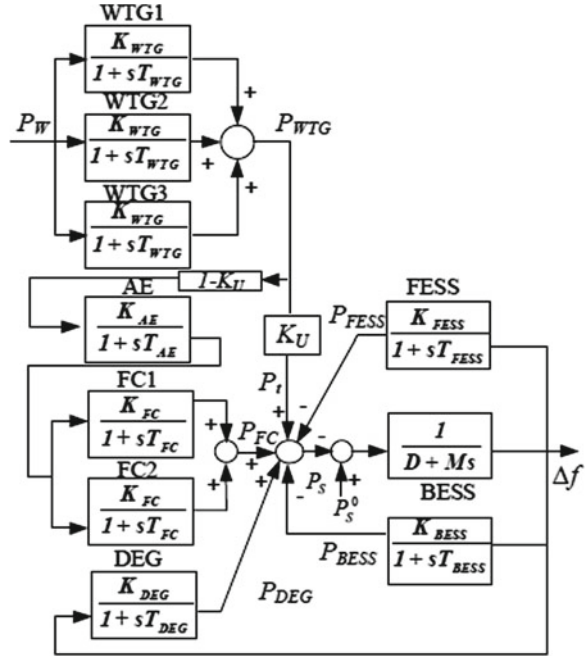 WTG1
K_WTG
1 + sT_WTG
WTG2
P_W
K_WTG
1 + sT_WTG
+
+
+
P_WTG
WTG3
K_WTG
1 + sT_WTG
1-K_U
AE
K_AE
1 + sT_AE
K_U
P_FESS
FESS
K_FESS
1 + sT_FESS
P_t
FC1
K_FC
1 + sT_FC
+
+
P_FC
+
+
-
-
P_s
+
P_s^0
1
D + Ms
Δf
FC2
K_FC
1 + sT_FC
+
-
BESS
K_BESS
1 + sT_BESS
P_BESS
DEG
K_DEG
1 + sT_DEG
P_DEG